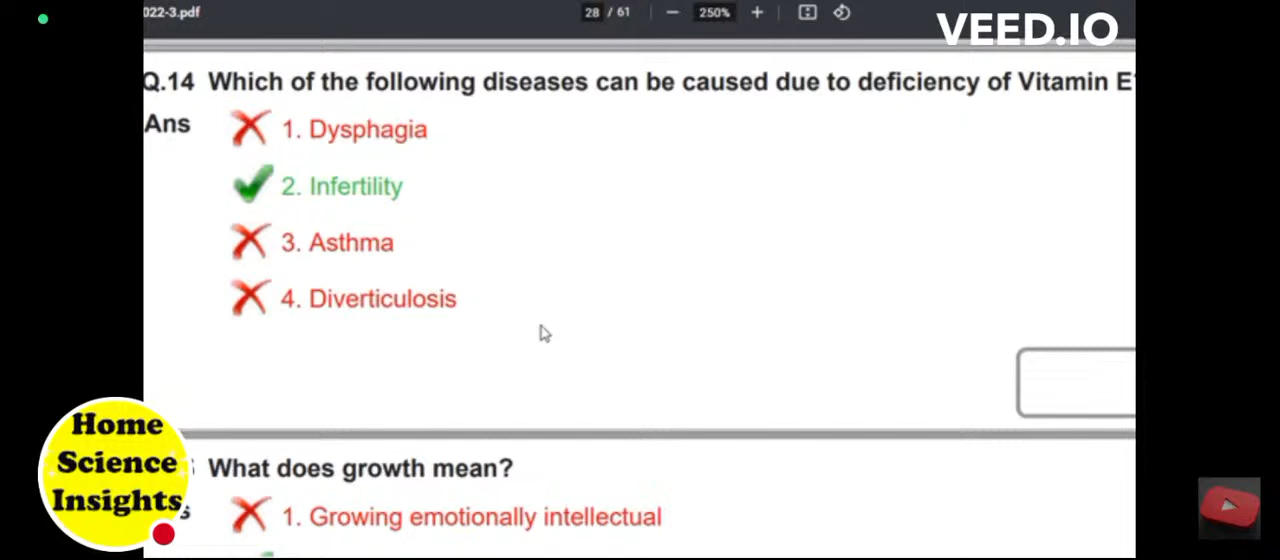 022-3.pdf
28 / 61
250%
VEED.IO
Q.14 Which of the following diseases can be caused due to deficiency of Vitamin E
Ans
1. Dysphagia
2. Infertility
3. Asthma
4. Diverticulosis
Home
Science
Insights
What does growth mean?
1. Growing emotionally intellectual